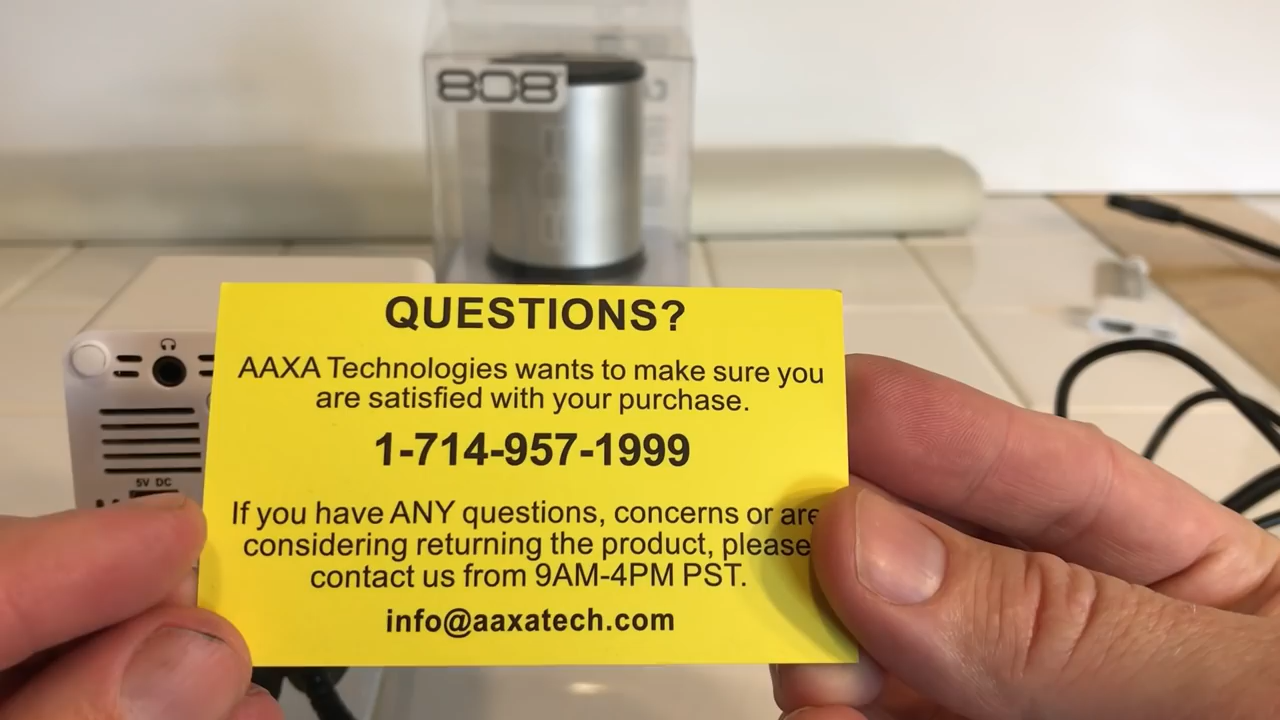 808
QUESTIONS?
AAXA Technologies wants to make sure you
are satisfied with your purchase.
1-714-957-1999
If you have ANY questions, concerns or are
considering returning the product, please
contact us from 9AM-4PM PST.
info@aaxatech.com
5V DC